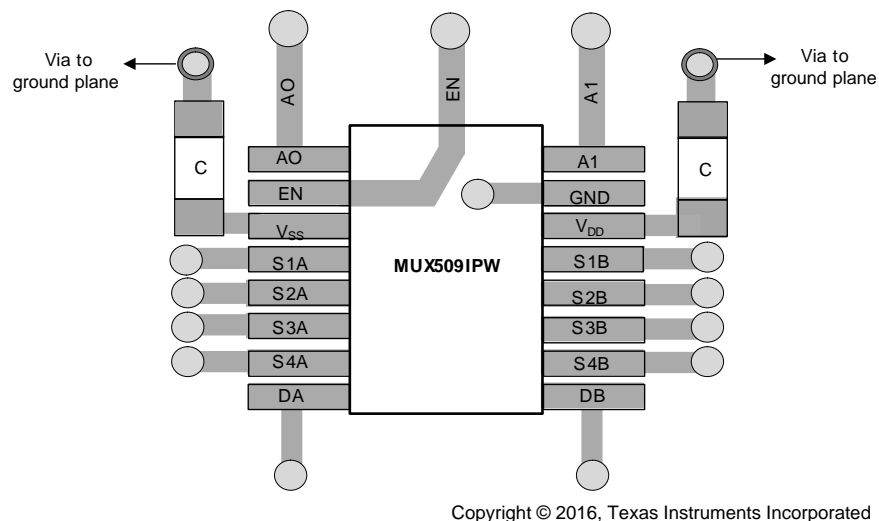 Via to
ground plane
Via to
ground plane
AO
EN
A1
C
C
AO
EN
VSS
S1A
S2A
S3A
S4A
DA
MUX509IPW
A1
GND
VDD
S1B
S2B
S3B
S4B
DB
Copyright © 2016, Texas Instruments Incorporated